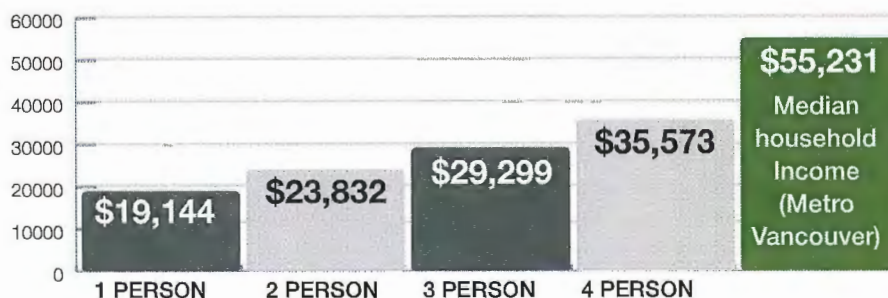 60000
50000
40000
30000
20000
10000
0
$19,144
$23,832
$29,299
$35,573
$55,231
Median
household
Income
(Metro
Vancouver)
1 PERSON
2 PERSON
3 PERSON
4 PERSON